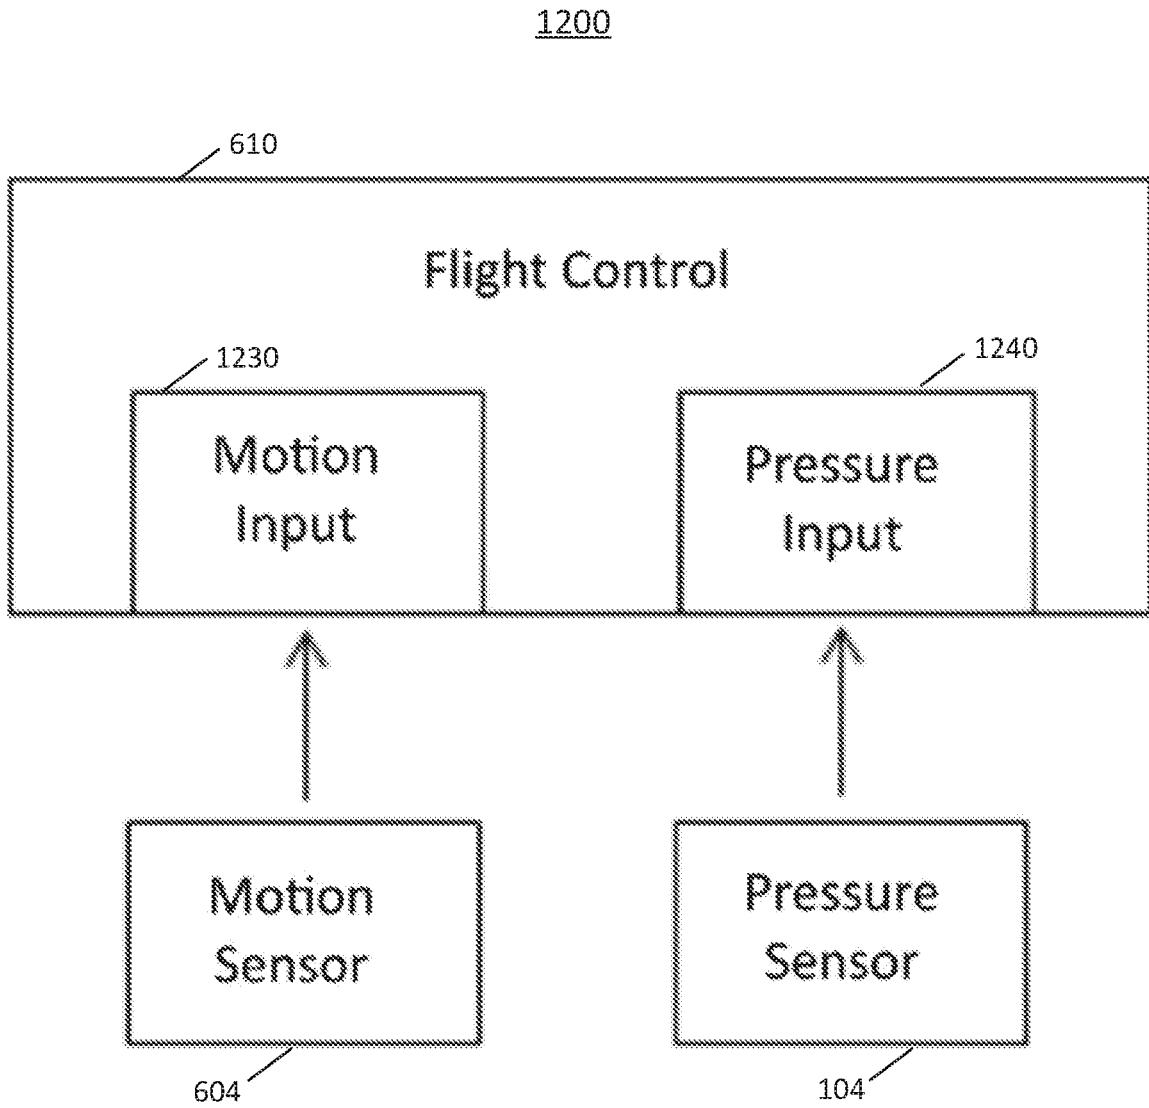 1200
610
Flight Control
1230
1240
Motion
Input
Pressure
Input
Motion
Sensor
Pressure
Sensor
604
104